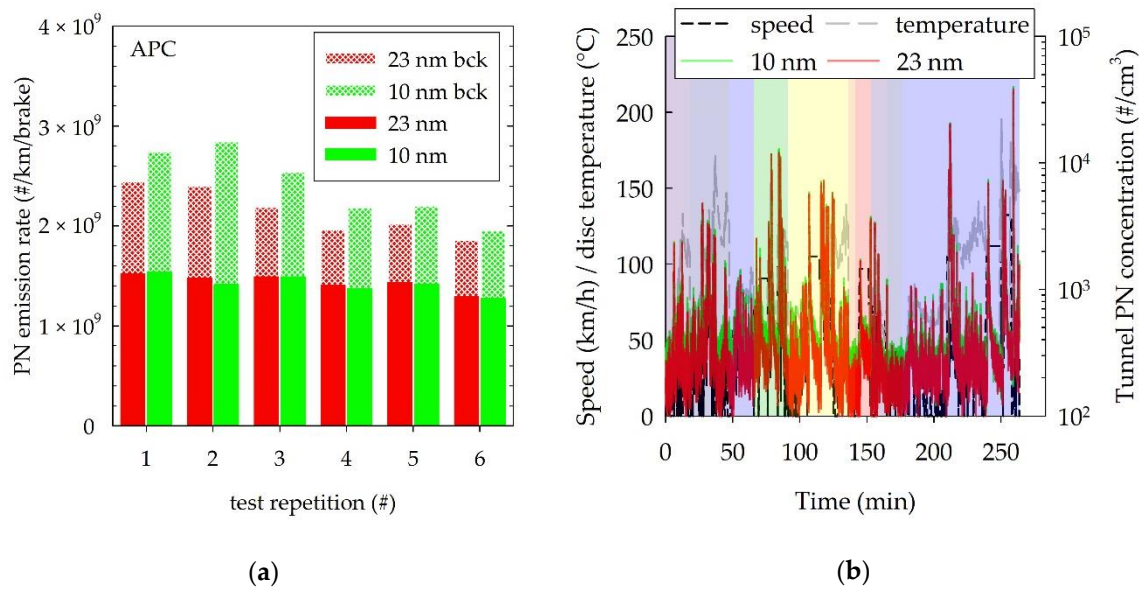 4 × 10⁹
3 × 10⁹
2 × 10⁹
1 × 10⁹
0
PN emission rate (#/km/brake)
APC
23 nm bck
10 nm bck
23 nm
10 nm
1 2 3 4 5 6
test repetition (#)
(a)
speed temperature
10 nm 23 nm
250
200
150
100
50
0
Speed (km/h) / disc temperature (°C)
10⁵
10⁴
10³
10²
Tunnel PN concentration (#/cm³)
0 50 100 150 200 250
Time (min)
(b)